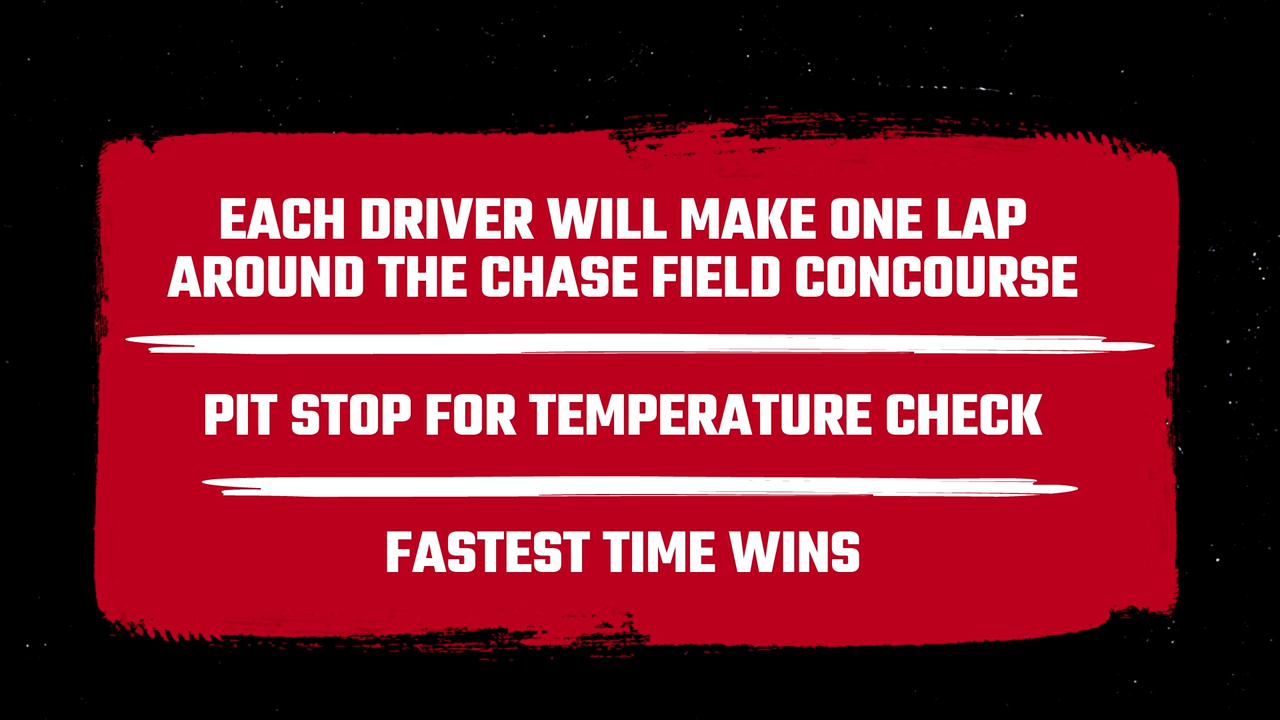 EACH DRIVER WILL MAKE ONE LAP
AROUND THE CHASE FIELD CONCOURSE
PIT STOP FOR TEMPERATURE CHECK
FASTEST TIME WINS